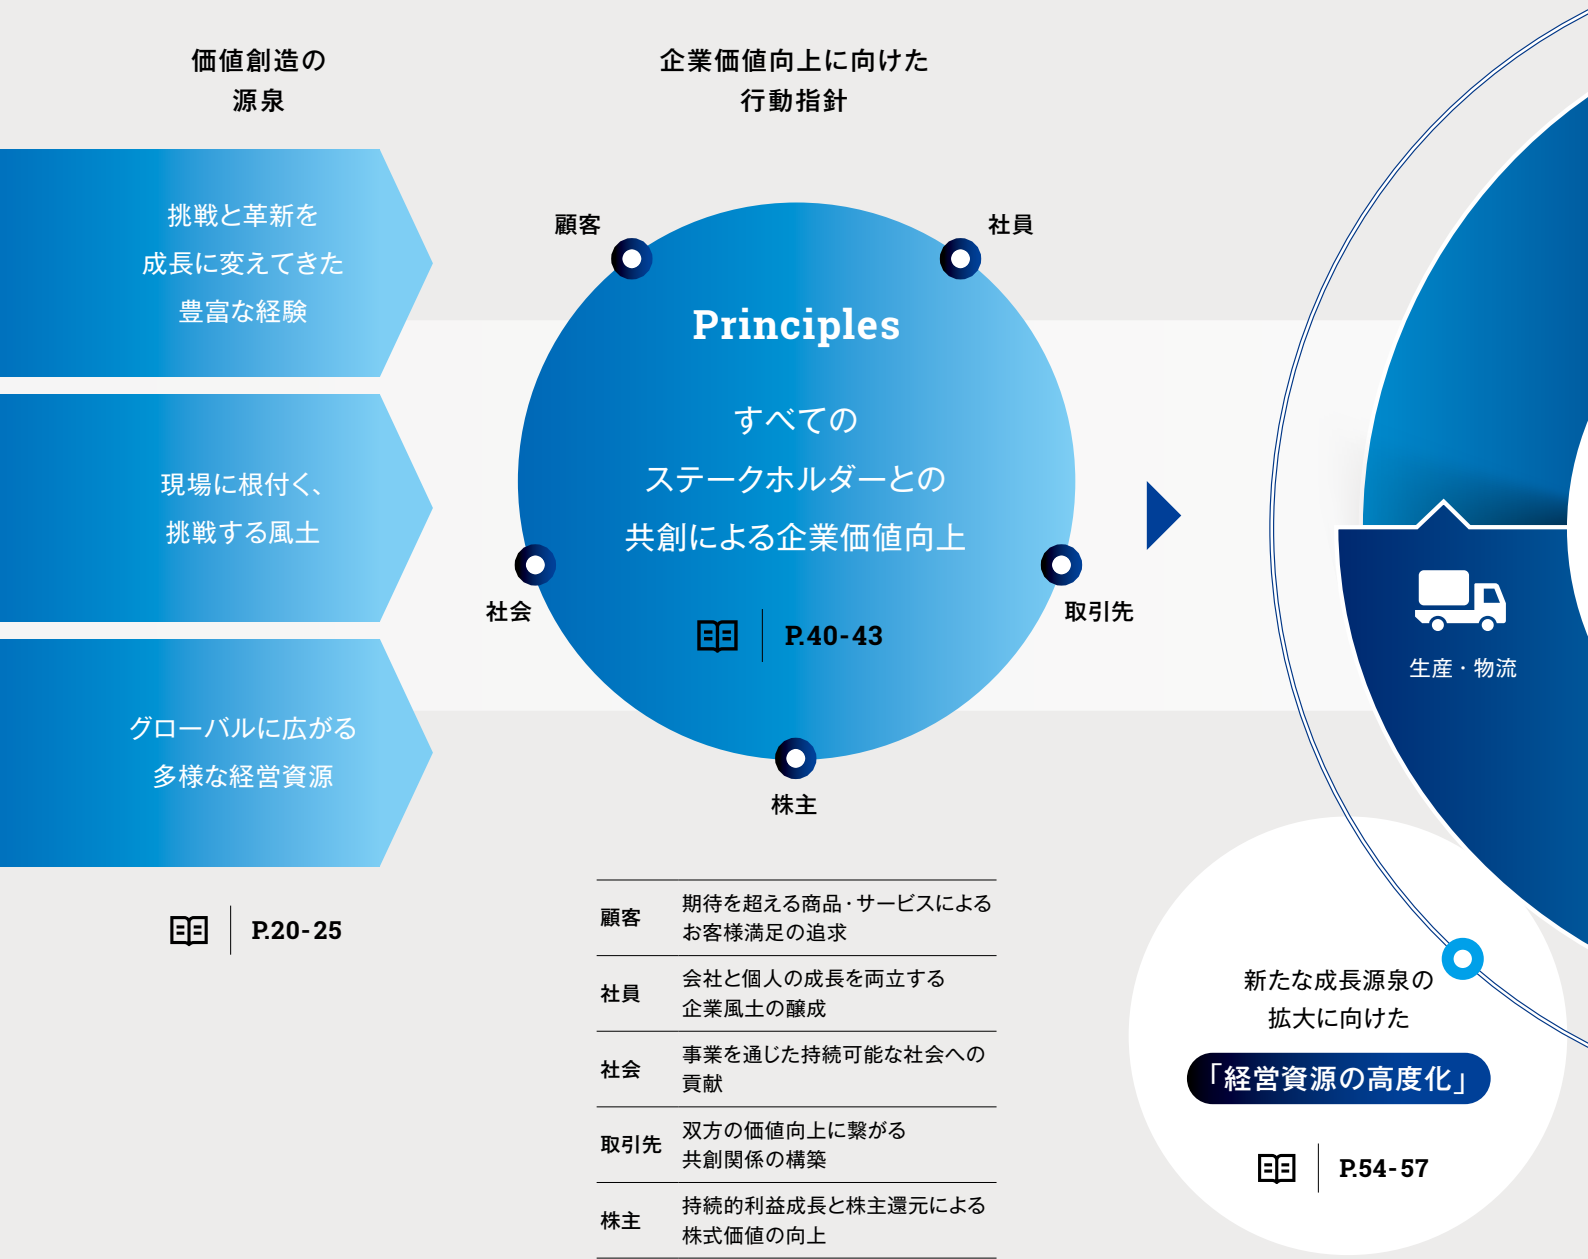 価値創造の
源泉
挑戦と革新を
成長に変えてきた
豊富な経験
現場に根付く、
挑戦する風土
グローバルに広がる
多様な経営資源
P.20-25
企業価値向上に向けた
行動指針
顧客
社員
Principles
すべての
ステークホルダーとの
共創による企業価値向上
P.40-43
社会
取引先
株主
顧客
期待を超える商品・サービスによる
お客様満足の追求
社員
会社と個人の成長を両立する
企業風土の醸成
社会
事業を通じた持続可能な社会への
貢献
取引先
双方の価値向上に繋がる
共創関係の構築
株主
持続的利益成長と株主還元による
株式価値の向上
生産・物流
新たな成長源泉の
拡大に向けた
「経営資源の高度化」
P.54-57